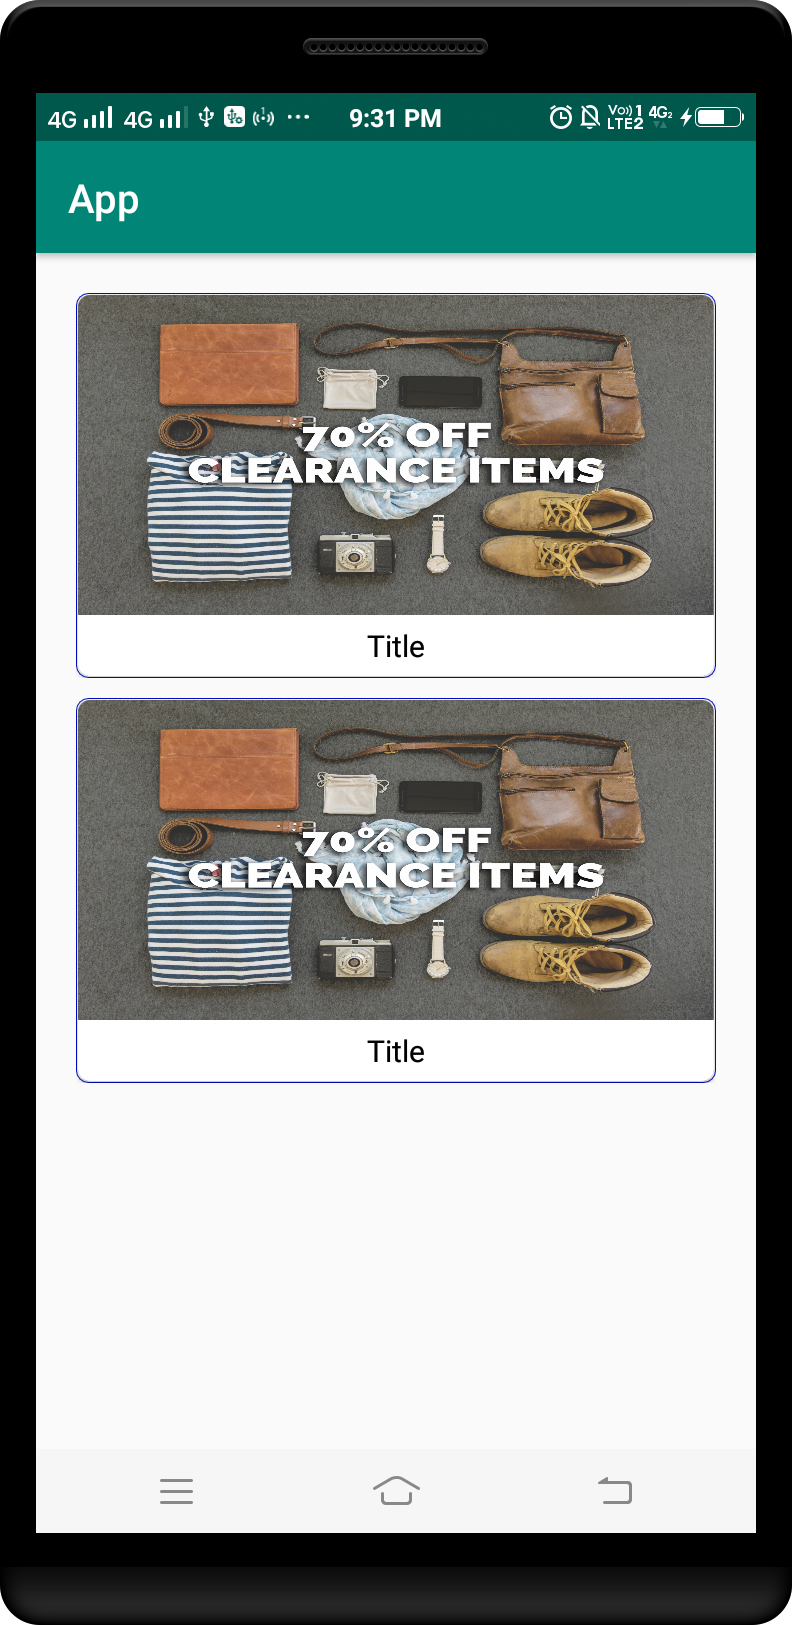 4G 4G 9:31 PM Vo)) 1 LTE2 4G2
App
70% OFF
CLEARANCE ITEMS
Title
70% OFF
CLEARANCE ITEMS
Title